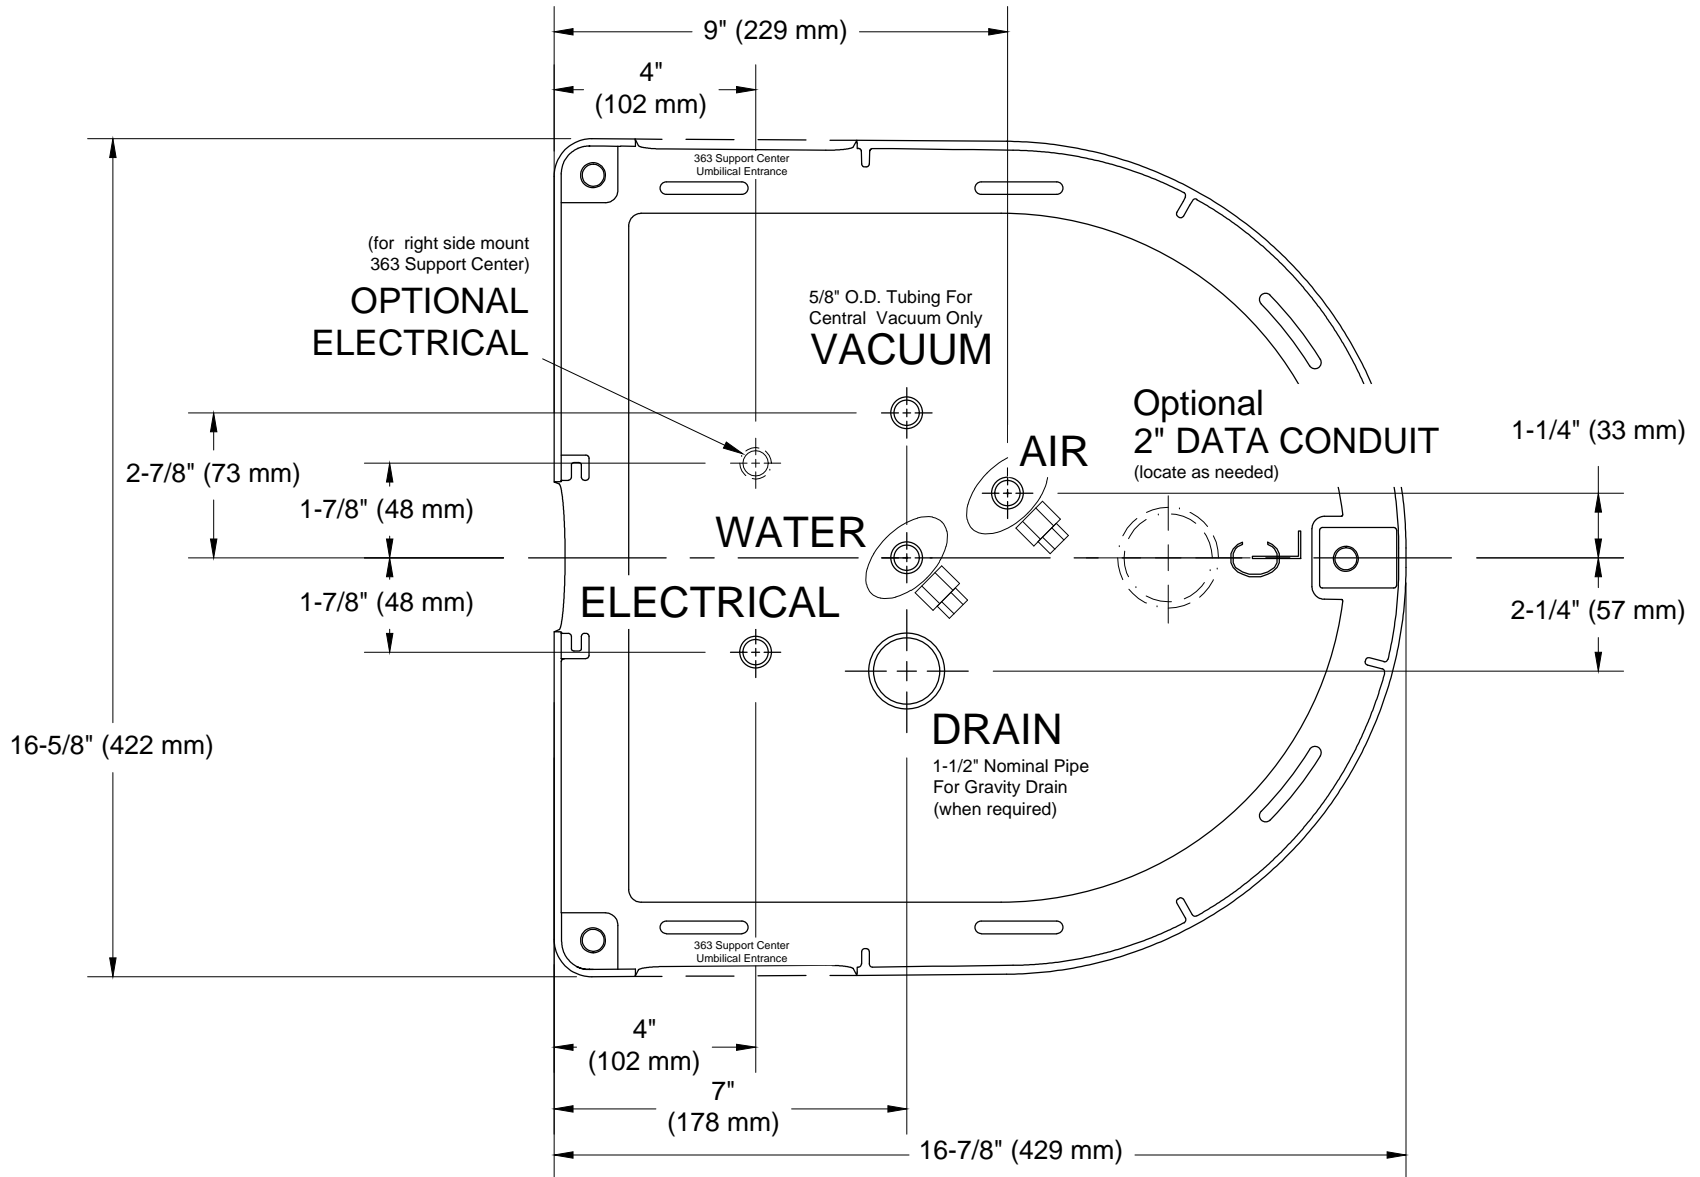 9" (229 mm)
4"
(102 mm)
363 Support Center
Umbilical Entrance
(for right side mount
363 Support Center)
OPTIONAL
ELECTRICAL
5/8" O.D. Tubing For
Central Vacuum Only
VACUUM
Optional
2" DATA CONDUIT
(locate as needed)
AIR
1-1/4" (33 mm)
2-7/8" (73 mm)
1-7/8" (48 mm)
WATER
1-7/8" (48 mm)
ELECTRICAL
2-1/4" (57 mm)
CL
16-5/8" (422 mm)
DRAIN
1-1/2" Nominal Pipe
For Gravity Drain
(when required)
363 Support Center
Umbilical Entrance
4"
(102 mm)
7"
(178 mm)
16-7/8" (429 mm)